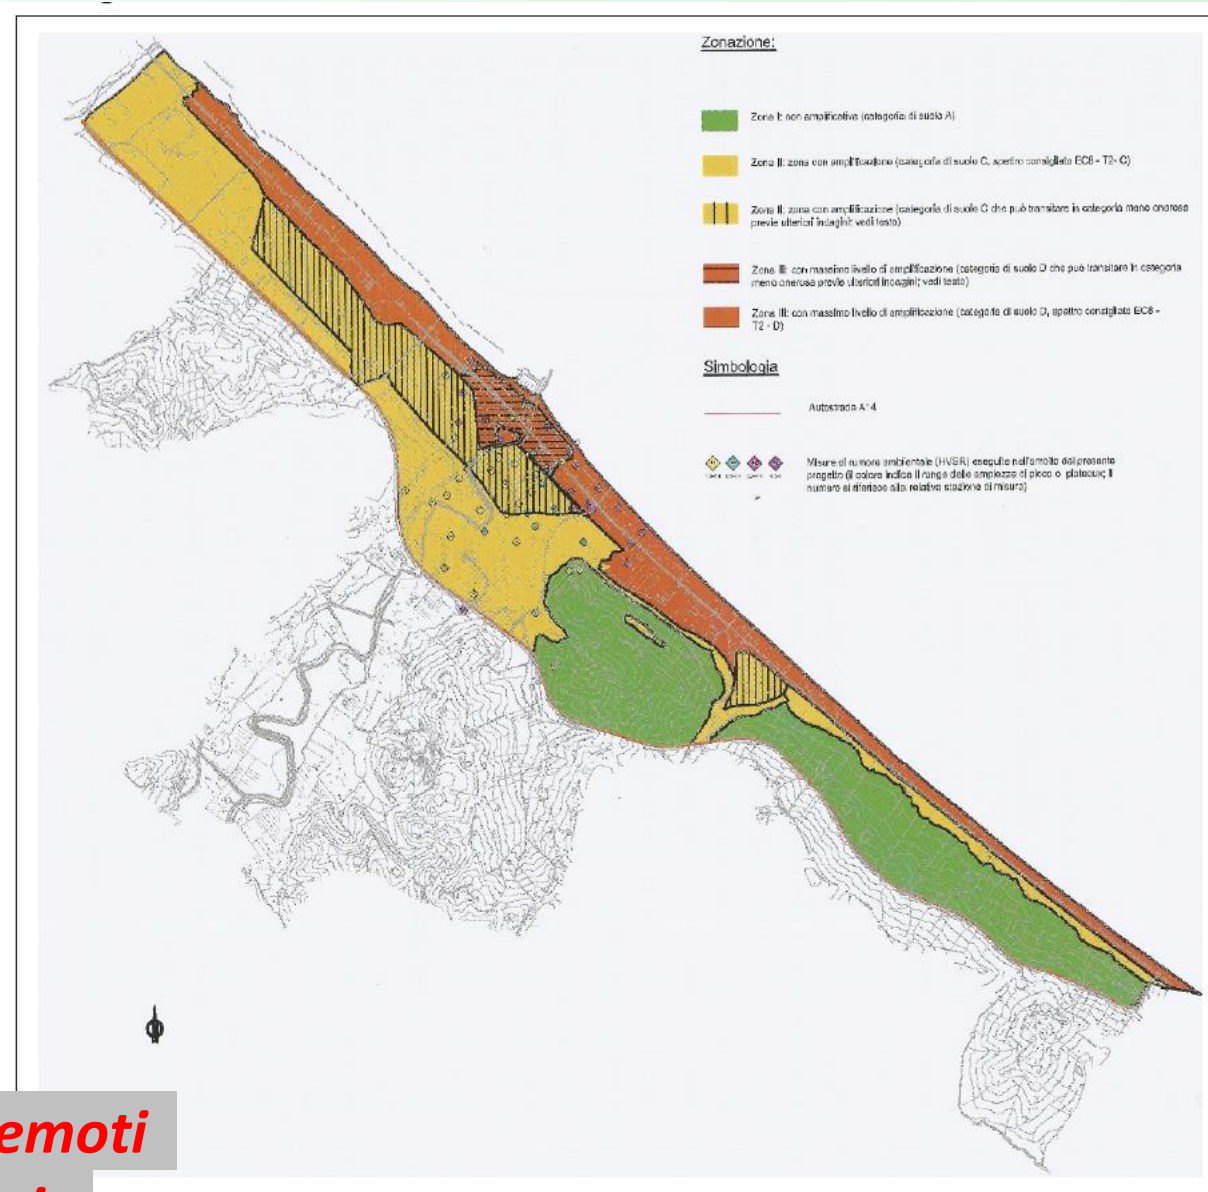 Zonazione:
Zona I: non amplificativa (categoria di suolo A)
Zona II: zona con amplificazione (categoria di suolo C, spettro consigliato EC8 - T2- C)
Zona II: zona con amplificazione (categoria di suolo C che può transitare in categoria meno onerosa
previe ulteriori indagini; vedi testo)
Zona III: con massimo livello di amplificazione (categoria di suolo D che può transitare in categoria
meno onerosa previe ulteriori indagini; vedi testo)
Zona III: con massimo livello di amplificazione (categoria di suolo D, spettro consigliato EC8 -
T2 - D)
Simbologia
Autostrada A14
Misure di rumore ambientale (HVSR) eseguite nell'ambito del presente
progetto (il colore indica il range delle ampiezze di picco o plateaux; il
numero si riferisce alla relativa stazione di misura)
emoti